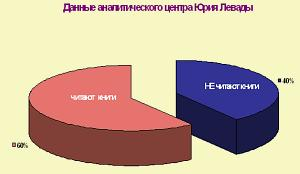 Данные аналитического центра Юрия Левады
40%
НЕ читают книги
читают книги
60%